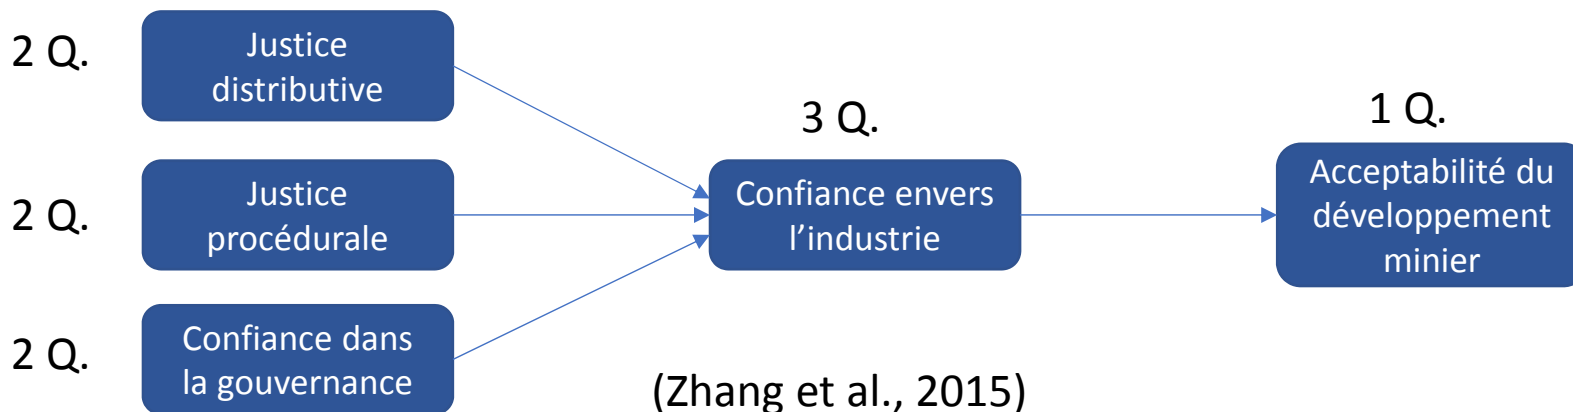 2 Q.
Justice
distributive
2 Q.
Justice
procédurale
2 Q.
Confiance dans
la gouvernance
3 Q.
Confiance envers
l'industrie
1 Q.
Acceptabilité du
développement
minier
(Zhang et al., 2015)